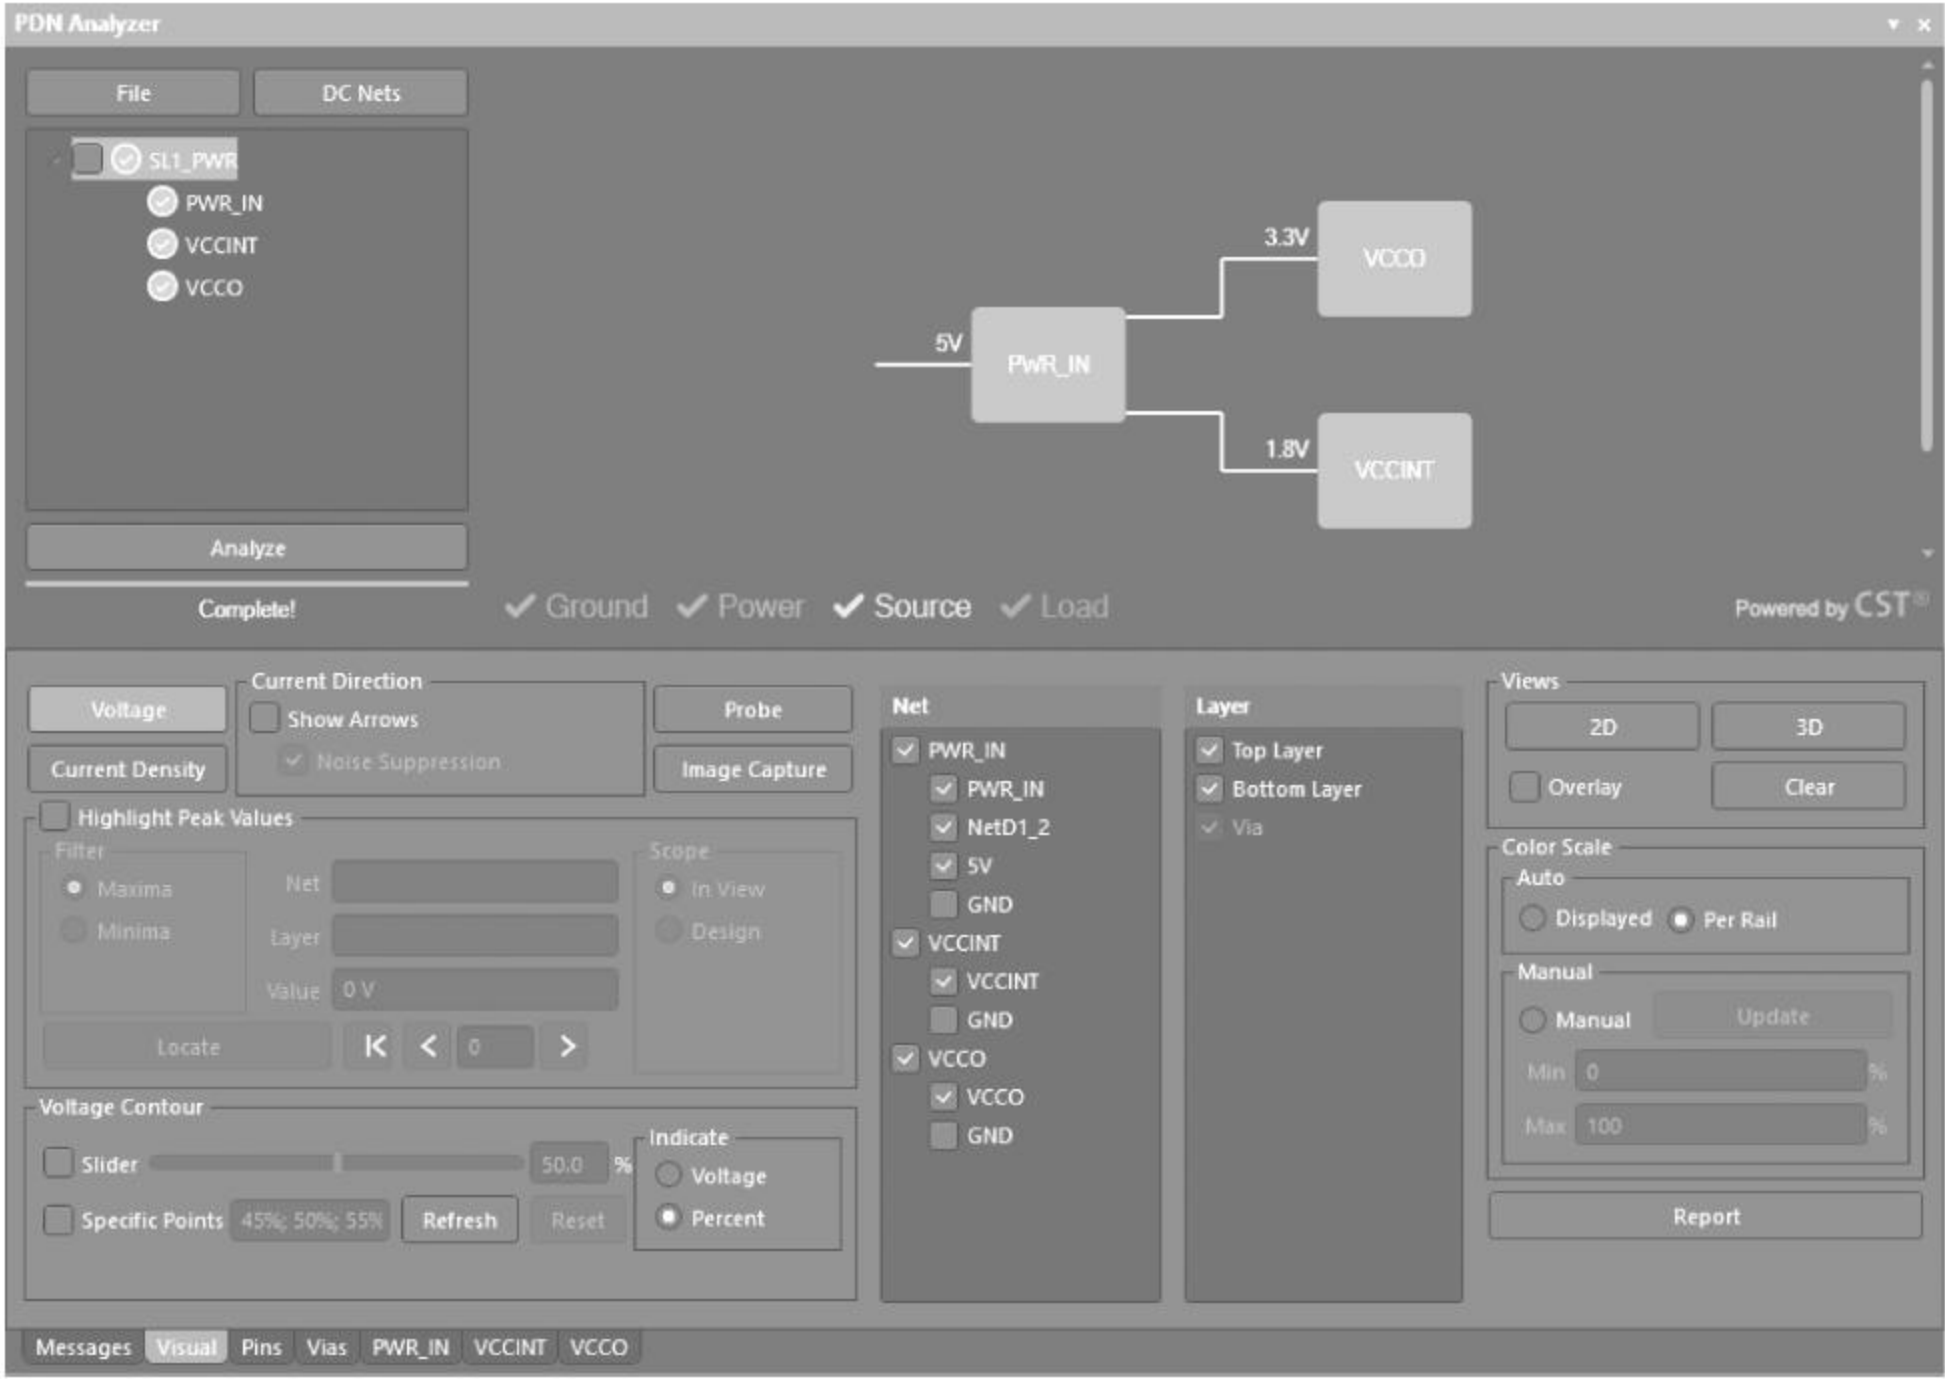 PDN Analyzer
File
DC Nets
SL1_PWR
PWR_IN
VCCINT
VCCO
3.3V
VCCO
5V
PWR_IN
1.8V
VCCINT
Analyze
Complete!
Ground
Power
Source
Load
Powered by CST®
Voltage
Current Density
Current Direction
Show Arrows
Noise Suppression
Probe
Image Capture
Highlight Peak Values
Filter
Maxima
Minima
Net
Layer
Value 0 V
Scope
In View
Design
Locate
0
Voltage Contour
Slider
50.0 %
Specific Points 45%; 50%; 55%
Refresh
Reset
Indicate
Voltage
Percent
Net
PWR_IN
PWR_IN
NetD1_2
5V
GND
VCCINT
VCCINT
GND
VCCO
VCCO
GND
Layer
Top Layer
Bottom Layer
Via
Views
2D
3D
Overlay
Clear
Color Scale
Auto
Displayed
Per Rail
Manual
Manual
Update
Min 0 %
Max 100 %
Report
Messages
Visual
Pins
Vias
PWR_IN
VCCINT
VCCO